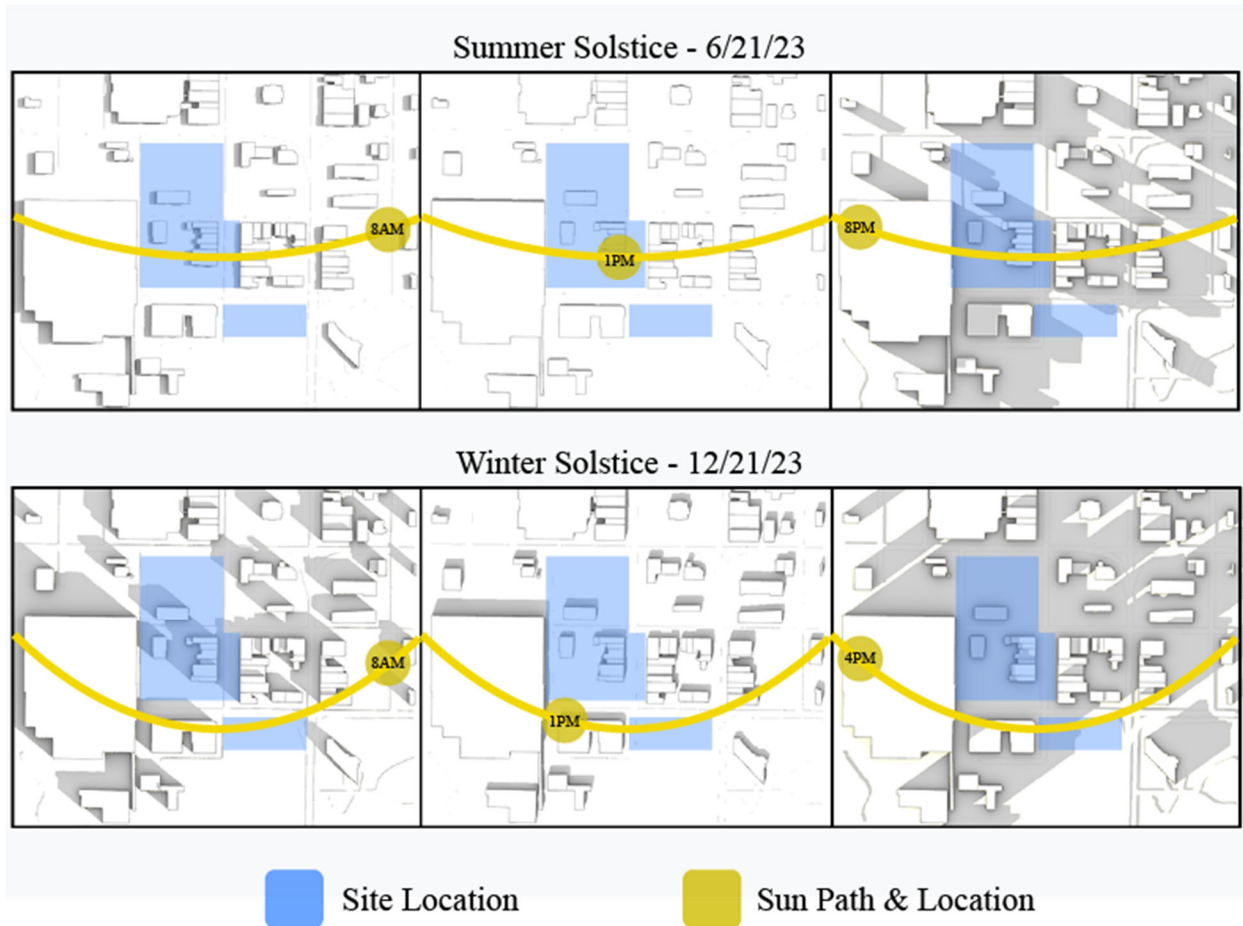 Summer Solstice - 6/21/23
8AM
1PM
8PM
Winter Solstice - 12/21/23
8AM
1PM
4PM
Site Location
Sun Path & Location